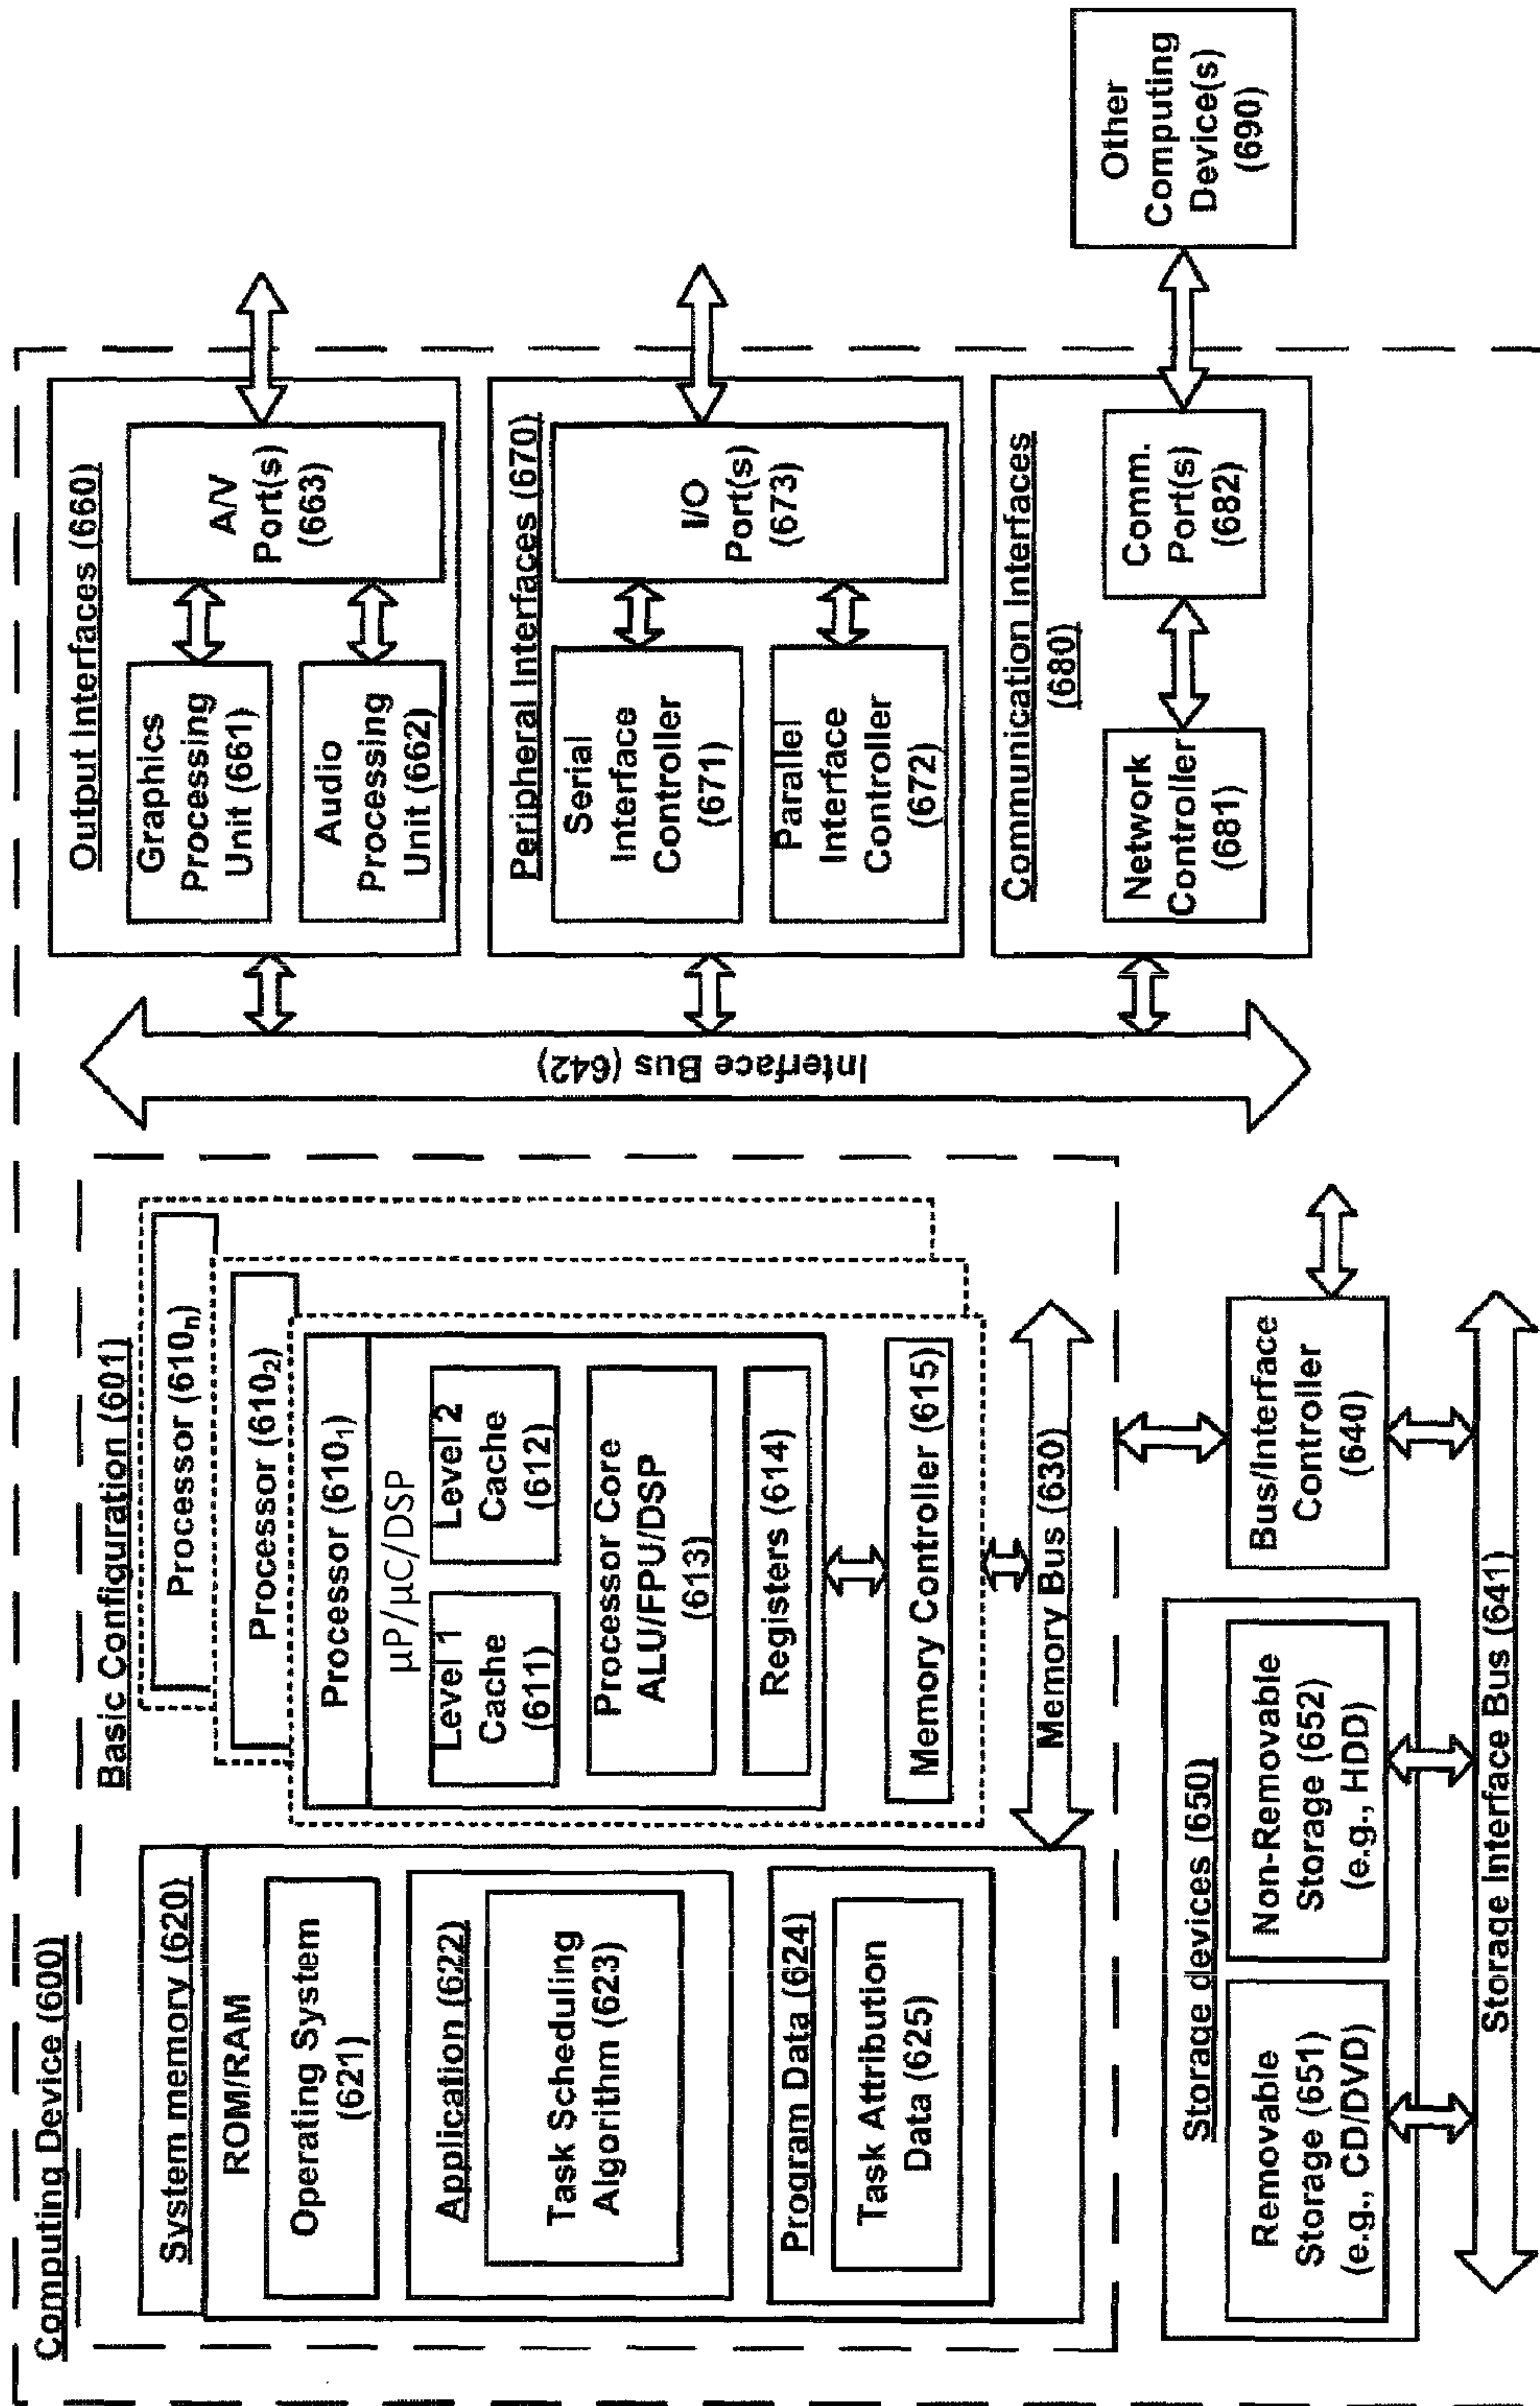 Computing Device (600)
Basic Configuration (601)
System memory (620)
ROM/RAM
Operating System
(621)
Application (622)
Task Scheduling
Algorithm (623)
Program Data (624)
Task Attribution
Data (625)
Processor (610n)
Processor (6102)
Processor (6101)
µP/µC/DSP
Level 1
Cache
(611)
Level 2
Cache
(612)
Processor Core
ALU/FPU/DSP
(613)
Registers (614)
Memory Controller (615)
Memory Bus (630)
Storage devices (650)
Removable
Storage (651)
(e.g., CD/DVD)
Non-Removable
Storage (652)
(e.g., HDD)
Bus/Interface
Controller
(640)
Storage Interface Bus (641)
Interface Bus (642)
Output Interfaces (660)
Graphics
Processing
Unit (661)
Audio
Processing
Unit (662)
A/V
Port(s)
(663)
Peripheral Interfaces (670)
Serial
Interface
Controller
(671)
Parallel
Interface
Controller
(672)
I/O
Port(s)
(673)
Communication Interfaces
(680)
Network
Controller
(681)
Comm.
Port(s)
(682)
Other
Computing
Device(s)
(690)